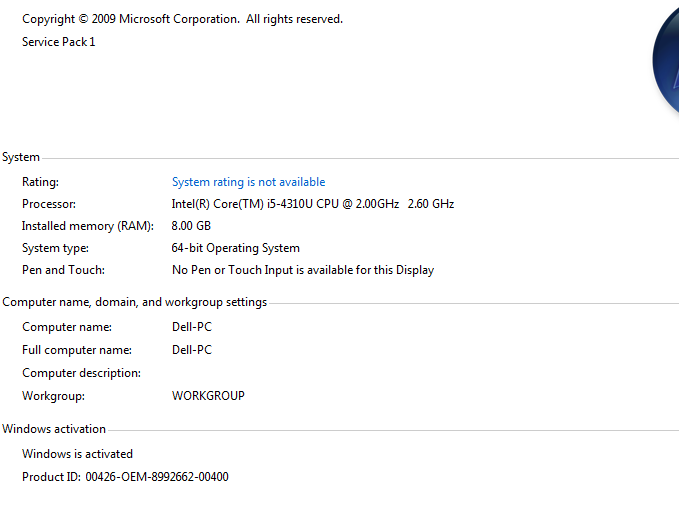 Copyright © 2009 Microsoft Corporation.  All rights reserved.
Service Pack 1
System
Rating: System rating is not available
Processor: Intel(R) Core(TM) i5-4310U CPU @ 2.00GHz   2.60 GHz
Installed memory (RAM): 8.00 GB
System type: 64-bit Operating System
Pen and Touch: No Pen or Touch Input is available for this Display
Computer name, domain, and workgroup settings
Computer name: Dell-PC
Full computer name: Dell-PC
Computer description:
Workgroup: WORKGROUP
Windows activation
Windows is activated
Product ID: 00426-OEM-8992662-00400